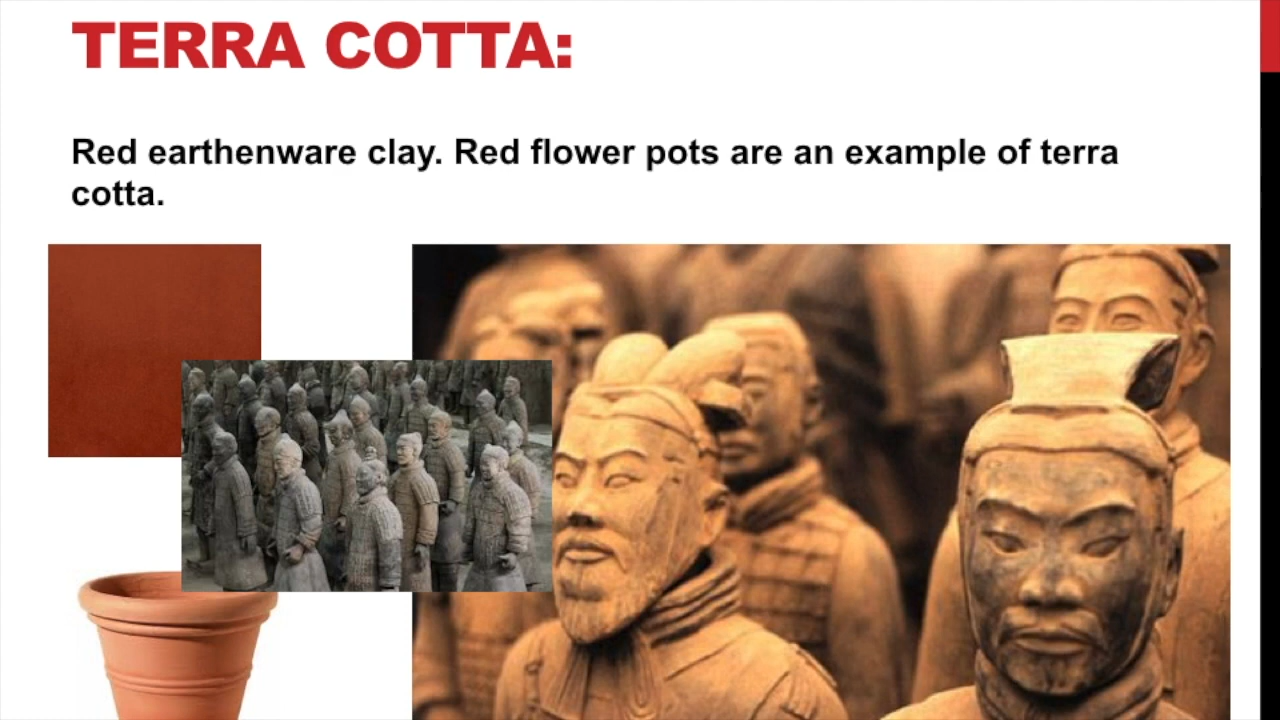 TERRA COTTA:
Red earthenware clay. Red flower pots are an example of terra
cotta.